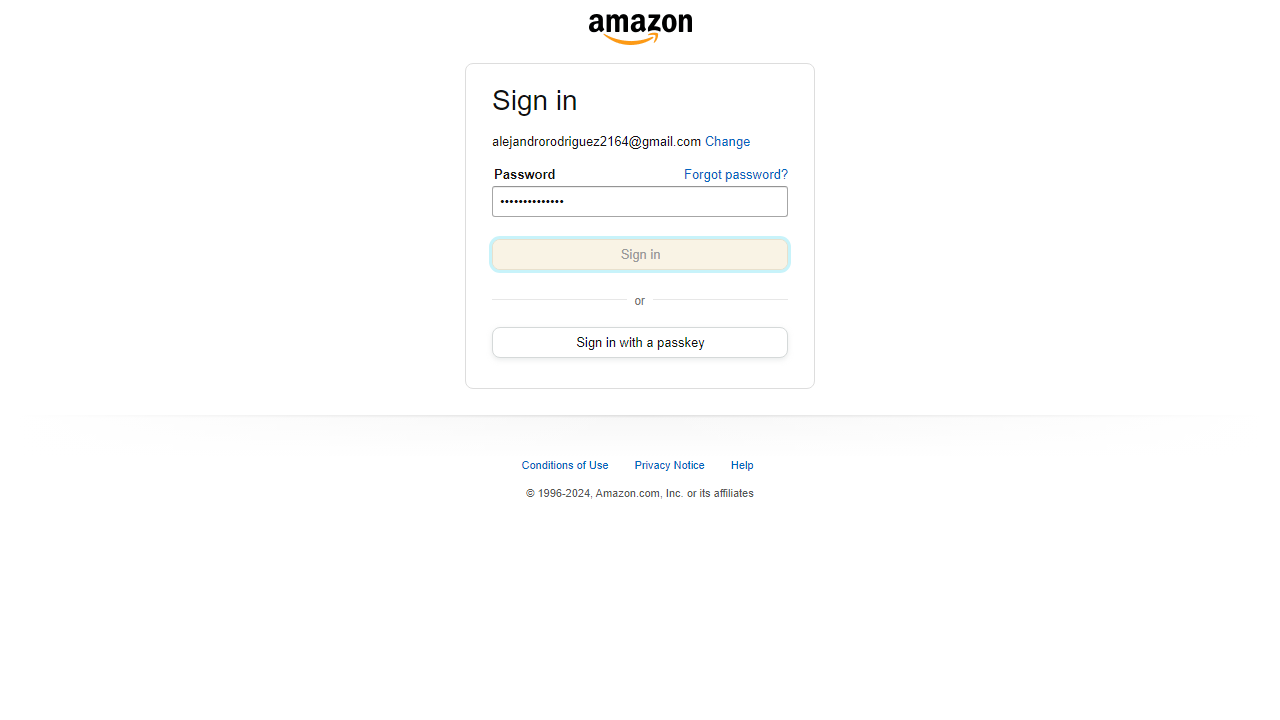 amazon
Sign in
alejandrorodriguez2164@gmail.com Change
Password Forgot password?
••••••••••••••
Sign in
or
Sign in with a passkey
Conditions of Use Privacy Notice Help
© 1996-2024, Amazon.com, Inc. or its affiliates